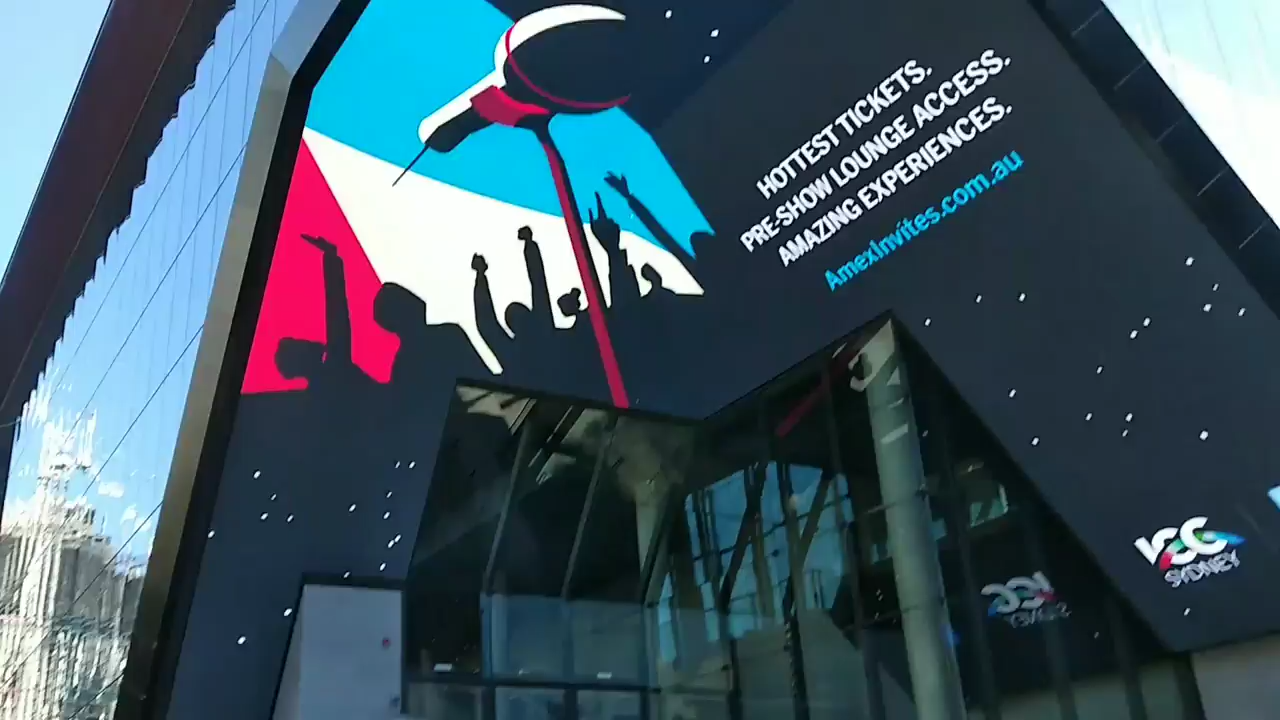 HOTTEST TICKETS.
PRE-SHOW LOUNGE ACCESS.
AMAZING EXPERIENCES.
AmexInvites.com.au
ICC
SYDNEY